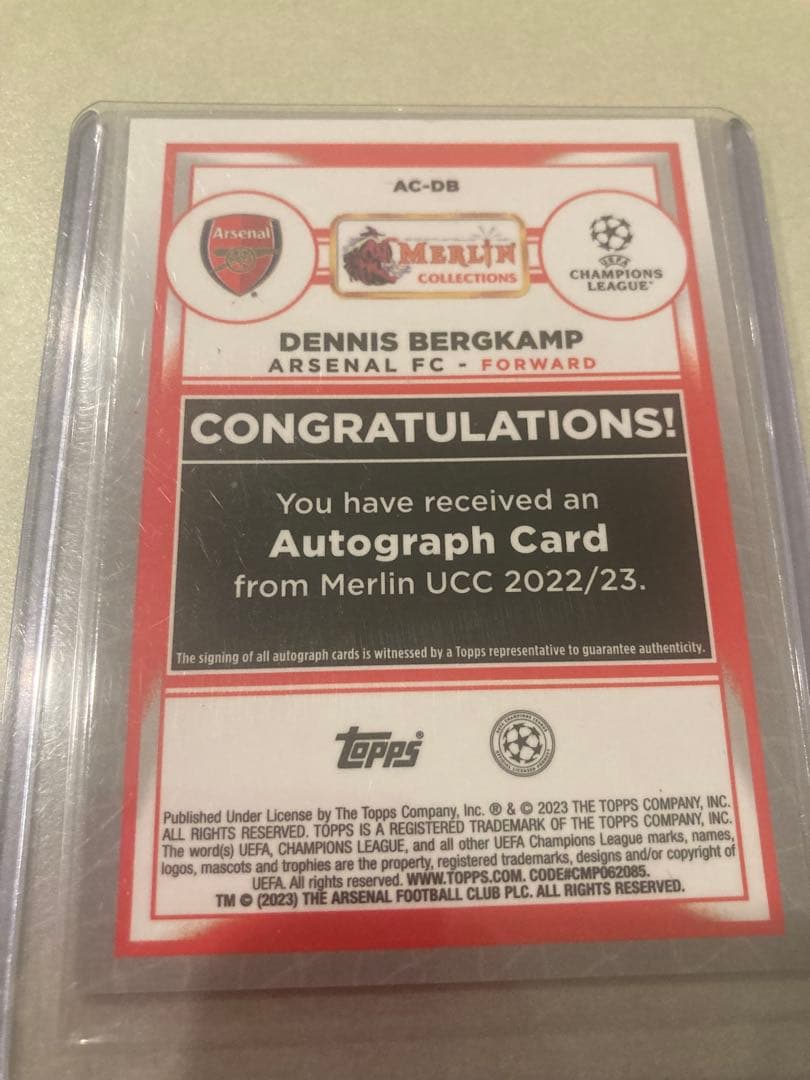 AC-DB
Arsenal
MERLIN
COLLECTIONS
UEFA
CHAMPIONS
LEAGUE
DENNIS BERGKAMP
ARSENAL FC - FORWARD
CONGRATULATIONS!
You have received an
Autograph Card
from Merlin UCC 2022/23.
The signing of all autograph cards is witnessed by a Topps representative to guarantee authenticity.
topps®
Published Under License by The Topps Company, Inc. ® & © 2023 THE TOPPS COMPANY, INC.
ALL RIGHTS RESERVED. TOPPS IS A REGISTERED TRADEMARK OF THE TOPPS COMPANY, INC.
The word(s) UEFA, CHAMPIONS LEAGUE, and all other UEFA Champions League marks, names,
logos, mascots and trophies are the property, registered trademarks, designs and/or copyright of
UEFA. All rights reserved. WWW.TOPPS.COM. CODE#CMP062085.
TM © (2023) THE ARSENAL FOOTBALL CLUB PLC. ALL RIGHTS RESERVED.